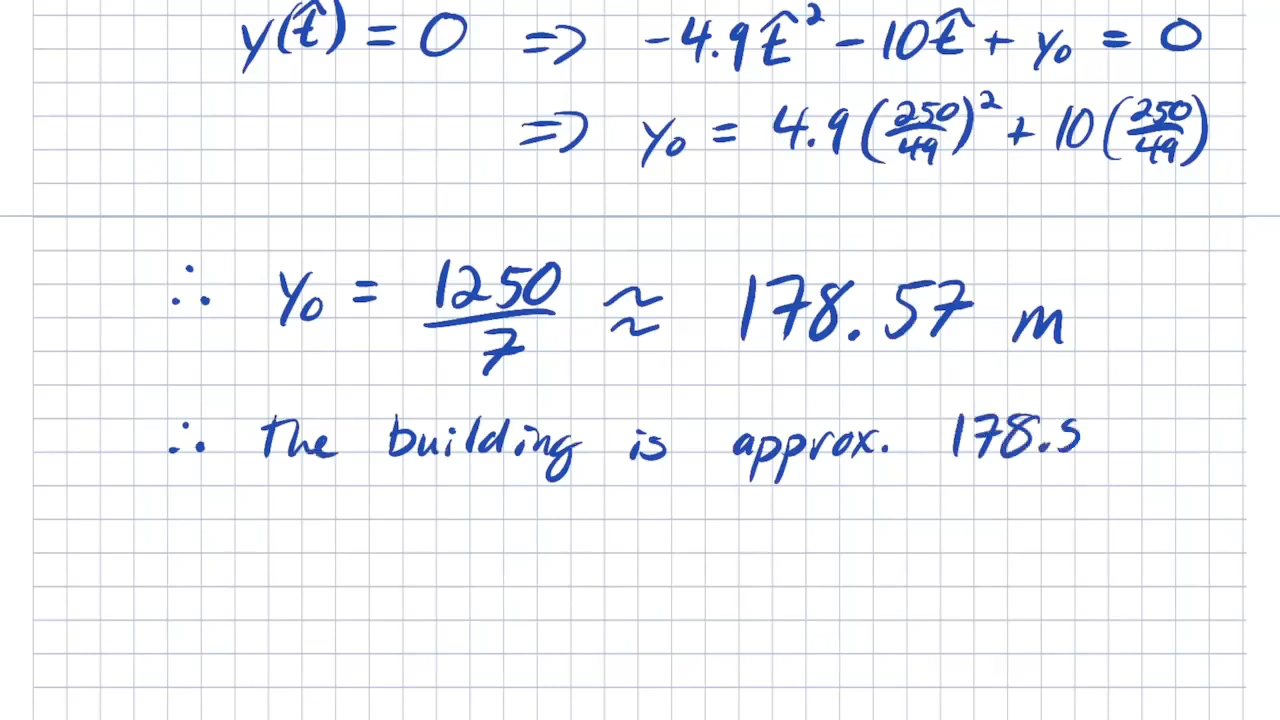 y(t̂) = 0 ⇒ -4.9t̂² - 10t̂ + y₀ = 0
⇒ y₀ = 4.9(250/49)² + 10(250/49)
∴ y₀ = 1250/7 ≈ 178.57 m
∴ the building is approx. 178.5